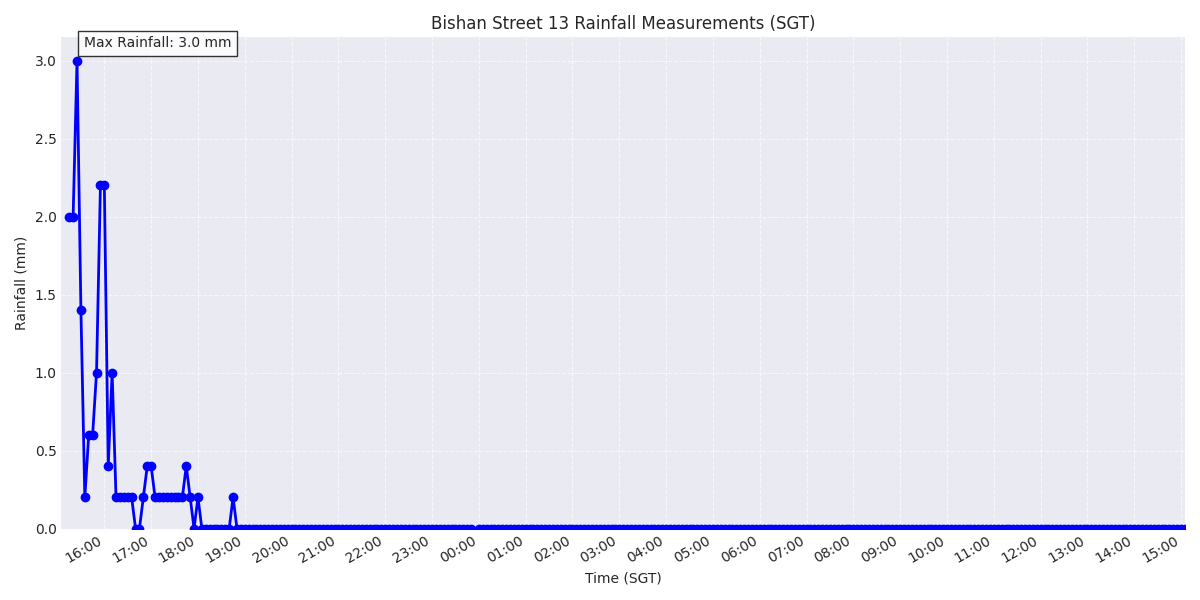 Bishan Street 13 Rainfall Measurements (SGT)
Max Rainfall: 3.0 mm
3.0
2.5
2.0
1.5
1.0
0.5
0.0
Rainfall (mm)
16:00 17:00 18:00 19:00 20:00 21:00 22:00 23:00 00:00 01:00 02:00 03:00 04:00 05:00 06:00 07:00 08:00 09:00 10:00 11:00 12:00 13:00 14:00 15:00
Time (SGT)